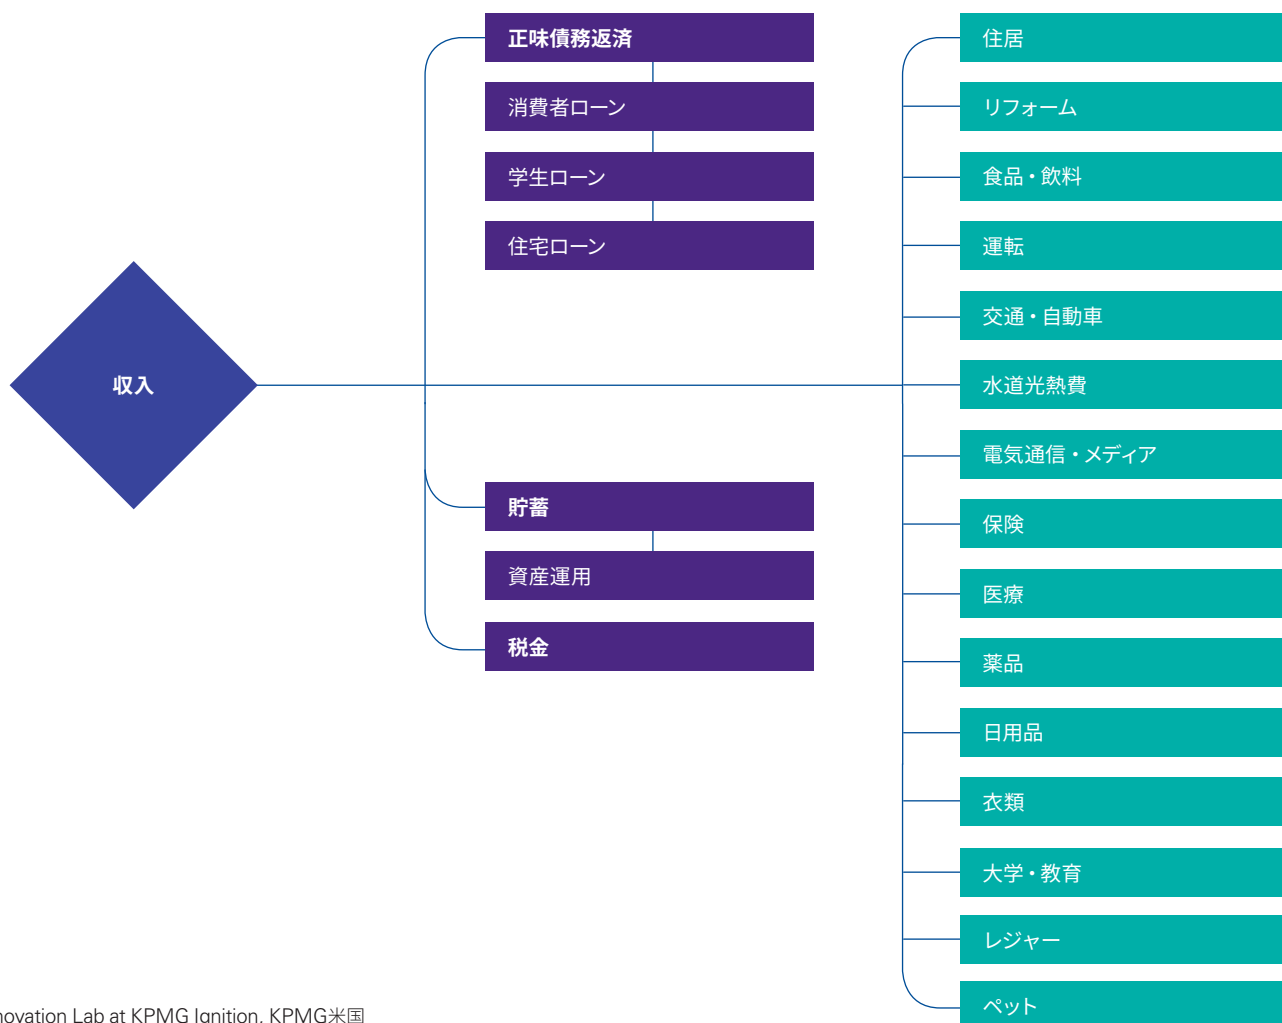 収入
正味債務返済
消費者ローン
学生ローン
住宅ローン
貯蓄
資産運用
税金
住居
リフォーム
食品・飲料
運転
交通・自動車
水道光熱費
電気通信・メディア
保険
医療
薬品
日用品
衣類
大学・教育
レジャー
ペット
novation Lab at KPMG Ignition, KPMG米国